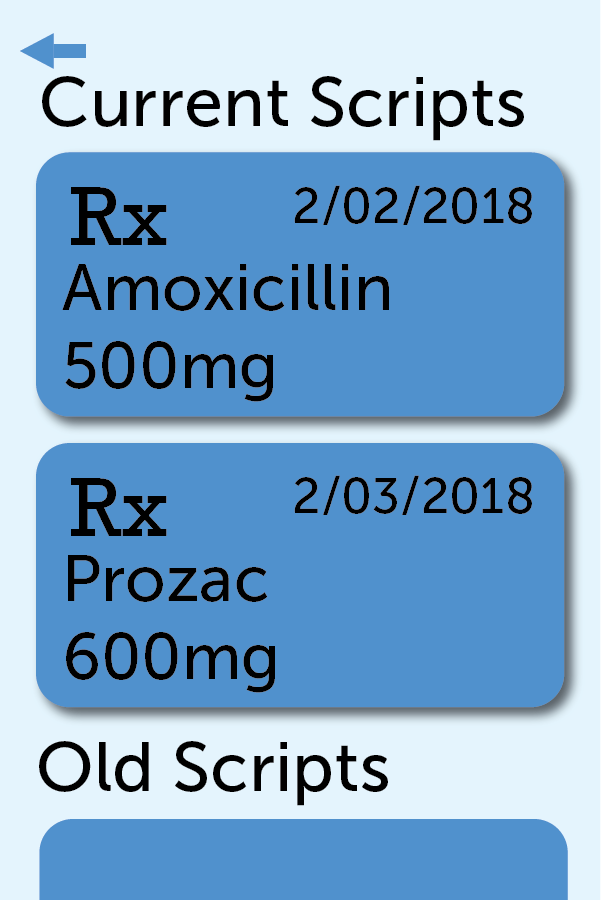 Current Scripts
Rx 2/02/2018
Amoxicillin
500mg
Rx 2/03/2018
Prozac
600mg
Old Scripts